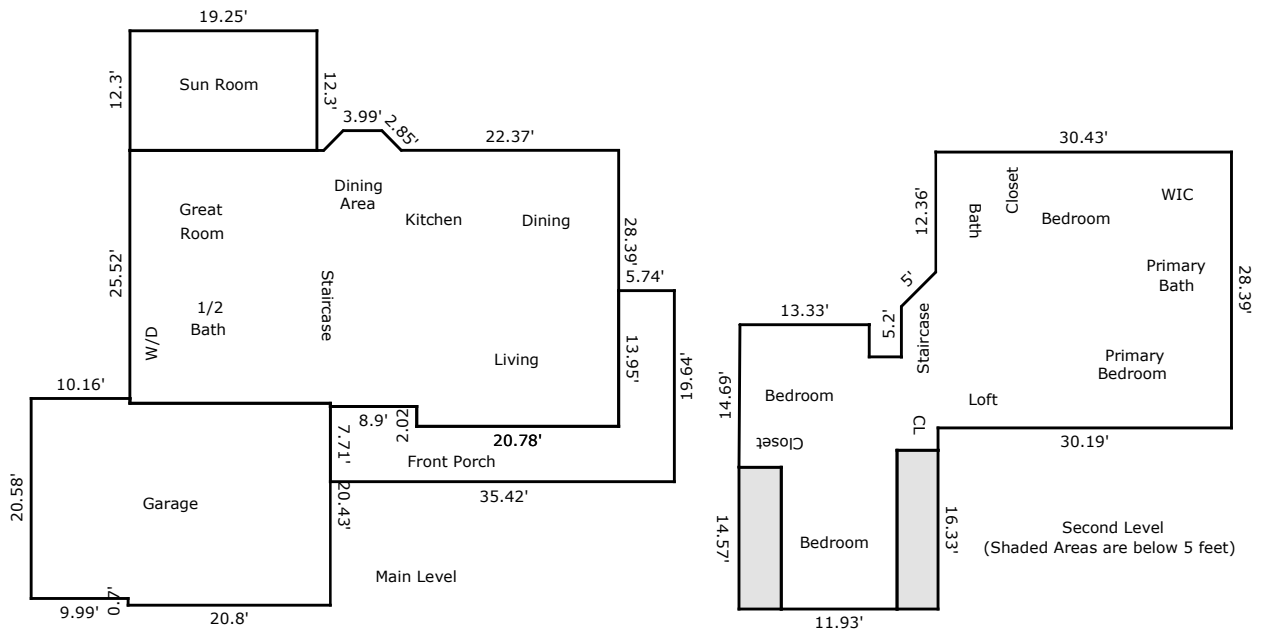 19.25'
12.3'
Sun Room
12.3'
3.99'
2.85'
22.37'
Dining
Area
Great
Room
Kitchen
Dining
28.39'
5.74'
25.52'
Staircase
1/2
Bath
W/D
Living
13.95'
19.64'
10.16'
8.9'
2.02
7.71'
20.78'
Front Porch
35.42'
20.58'
Garage
20.43'
Main Level
9.99'
0.7'
20.8'
30.43'
12.36'
Bath
Closet
WIC
Bedroom
5'
Primary
Bath
28.39'
13.33'
5.2'
Staircase
Primary
Bedroom
14.69'
Bedroom
Loft
Closet
CL
30.19'
14.57'
Bedroom
16.33'
Second Level
(Shaded Areas are below 5 feet)
11.93'